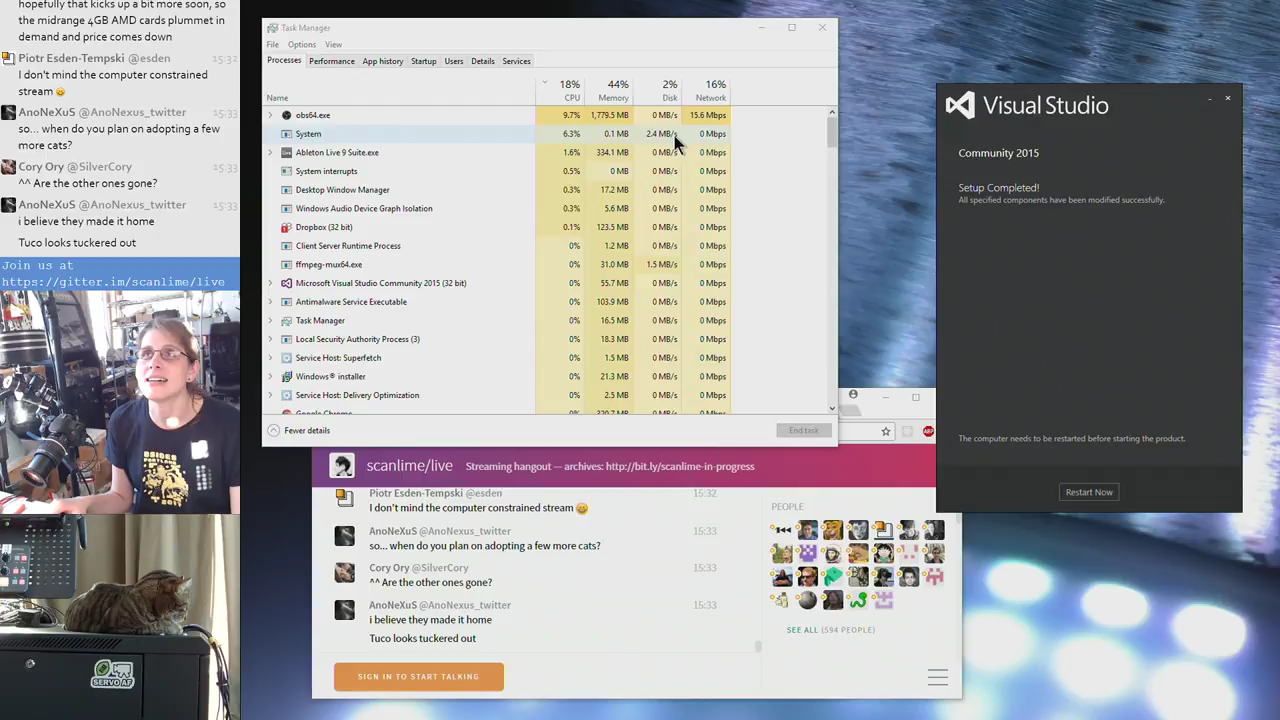 hopefully that kicks up a bit more soon, so
the midrange 4GB AMD cards plummet in
demand and price comes down
Piotr Esden-Tempski @esden 15:32
I don't mind the computer constrained
stream
AnoNeXuS @AnoNexus_twitter 15:33
so... when do you plan on adopting a few
more cats?
Cory Ory @SilverCory 15:33
^^ Are the other ones gone?
AnoNeXuS @AnoNexus_twitter 15:33
i believe they made it home
Tuco looks tuckered out
Join us at
https://gitter.im/scanlime/live
SERVO AF
Task Manager
File Options View
Processes Performance App history Startup Users Details Services
18% 44% 2% 16%
Name CPU Memory Disk Network
obs64.exe 9.7% 1,779.5 MB 0 MB/s 15.6 Mbps
System 6.3% 0.1 MB 2.4 MB/s 0 Mbps
Ableton Live 9 Suite.exe 1.6% 334.1 MB 0 MB/s 0 Mbps
System interrupts 0.5% 0 MB 0 MB/s 0 Mbps
Desktop Window Manager 0.3% 17.2 MB 0 MB/s 0 Mbps
Windows Audio Device Graph Isolation 0.3% 5.6 MB 0 MB/s 0 Mbps
Dropbox (32 bit) 0.1% 123.5 MB 0 MB/s 0 Mbps
Client Server Runtime Process 0% 1.2 MB 0 MB/s 0 Mbps
ffmpeg-mux64.exe 0% 31.0 MB 1.5 MB/s 0 Mbps
Microsoft Visual Studio Community 2015 (32 bit) 0% 55.7 MB 0 MB/s 0 Mbps
Antimalware Service Executable 0% 103.9 MB 0 MB/s 0 Mbps
Task Manager 0% 16.5 MB 0 MB/s 0 Mbps
Local Security Authority Process (3) 0% 18.3 MB 0 MB/s 0 Mbps
Service Host: Superfetch 0% 1.5 MB 0 MB/s 0 Mbps
Windows® installer 0% 21.3 MB 0 MB/s 0 Mbps
Service Host: Delivery Optimization 0% 2.5 MB 0 MB/s 0 Mbps
Google Chrome 0% 320.7 MB 0 MB/s 0 Mbps
Fewer details End task
ABP
scanlime/live Streaming hangout — archives: http://bit.ly/scanlime-in-progress
Piotr Esden-Tempski @esden 15:32
I don't mind the computer constrained stream
AnoNeXuS @AnoNexus_twitter 15:33
so... when do you plan on adopting a few more cats?
Cory Ory @SilverCory 15:33
^^ Are the other ones gone?
AnoNeXuS @AnoNexus_twitter 15:33
i believe they made it home
Tuco looks tuckered out
SIGN IN TO START TALKING
PEOPLE
SEE ALL (594 PEOPLE)
Visual Studio
Community 2015
Setup Completed!
All specified components have been modified successfully.
The computer needs to be restarted before starting the product.
Restart Now